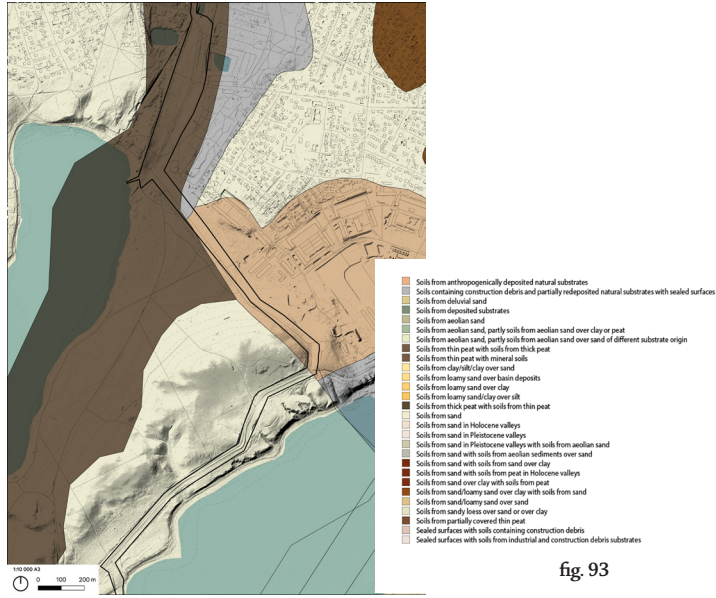 Soils from anthropogenically deposited natural substrates
Soils containing construction debris and partially redeposited natural substrates with sealed surfaces
Soils from deluvial sand
Soils from deposited substrates
Soils from aeolian sand
Soils from aeolian sand, partly soils from aeolian sand over clay or peat
Soils from aeolian sand, partly soils from aeolian sand over sand of different substrate origin
Soils from thin peat with soils from thick peat
Soils from thin peat with mineral soils
Soils from clay/silt/clay over sand
Soils from loamy sand over basin deposits
Soils from loamy sand over clay
Soils from loamy sand/clay over silt
Soils from thick peat with soils from thin peat
Soils from sand
Soils from sand in Holocene valleys
Soils from sand in Pleistocene valleys
Soils from sand in Pleistocene valleys with soils from aeolian sand
Soils from sand with soils from aeolian sediments over sand
Soils from sand with soils from sand over clay
Soils from sand with soils from peat in Holocene valleys
Soils from sand over clay with soils from peat
Soils from sand/loamy sand over clay with soils from sand
Soils from sand/loamy sand over sand
Soils from sandy loess over sand or over clay
Soils from partially covered thin peat
Sealed surfaces with soils containing construction debris
Sealed surfaces with soils from industrial and construction debris substrates
fig. 93
1:10 000 A3
0 100 200 m